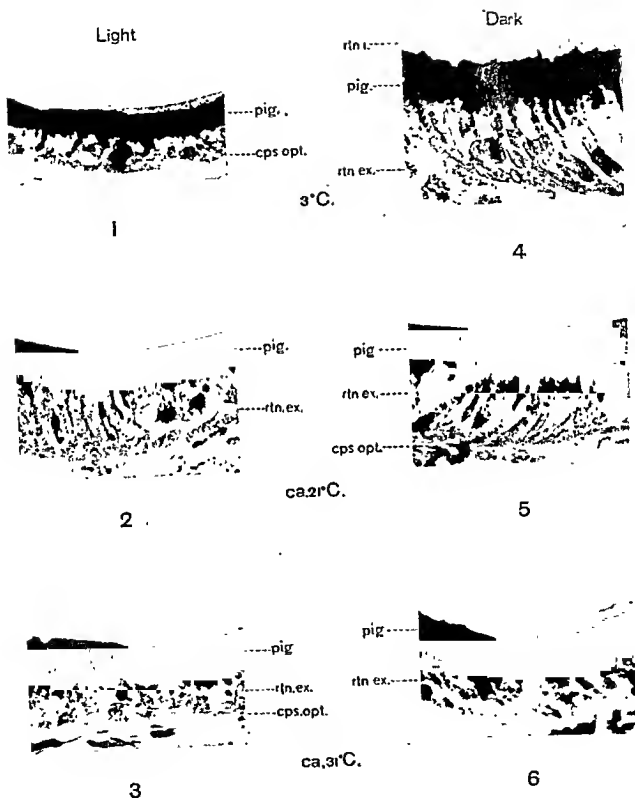 Light
Dark
pig.
cps opt.
pig.
rtn ex.
3°C.
1
4
pig.
rtn.ex.
pig
rtn ex.
cps opt.
ca.21°C.
2
5
pig
rtn.ex.
cps.opt.
pig
rtn ex.
ca.31°C.
3
6